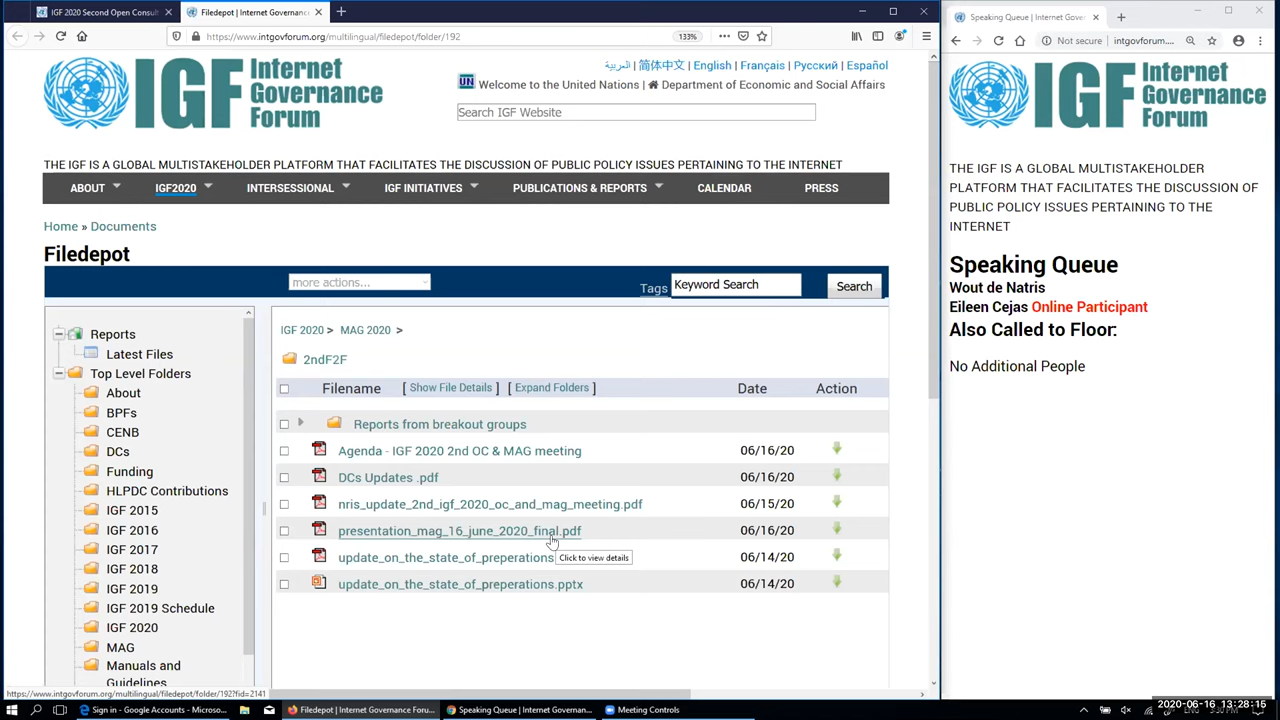 IGF 2020 Second Open Consult
Filedepot | Internet Governance
https://www.intgovforum.org/multilingual/filedepot/folder/192
133%
IGF Internet Governance Forum
العربية | 简体中文 | English | Français | Русский | Español
UN Welcome to the United Nations | Department of Economic and Social Affairs
Search IGF Website
THE IGF IS A GLOBAL MULTISTAKEHOLDER PLATFORM THAT FACILITATES THE DISCUSSION OF PUBLIC POLICY ISSUES PERTAINING TO THE INTERNET
ABOUT IGF2020 INTERSESSIONAL IGF INITIATIVES PUBLICATIONS & REPORTS CALENDAR PRESS
Home » Documents
Filedepot
more actions... Tags Keyword Search Search
Reports
Latest Files
Top Level Folders
About
BPFs
CENB
DCs
Funding
HLPDC Contributions
IGF 2015
IGF 2016
IGF 2017
IGF 2018
IGF 2019
IGF 2019 Schedule
IGF 2020
MAG
Manuals and
Guidelines
IGF 2020 > MAG 2020 >
2ndF2F
Filename [ Show File Details ] [ Expand Folders ] Date Action
Reports from breakout groups
Agenda - IGF 2020 2nd OC & MAG meeting 06/16/20
DCs Updates .pdf 06/16/20
nris_update_2nd_igf_2020_oc_and_mag_meeting.pdf 06/15/20
presentation_mag_16_june_2020_final.pdf 06/16/20
update_on_the_state_of_preperations 06/14/20
Click to view details
update_on_the_state_of_preperations.pptx 06/14/20
https://www.intgovforum.org/multilingual/filedepot/folder/192?fid=2141
Speaking Queue | Internet Gover
Not secure | intgovforum....
IGF Internet Governance Forum
THE IGF IS A GLOBAL MULTISTAKEHOLDER
PLATFORM THAT FACILITATES THE DISCUSSION OF
PUBLIC POLICY ISSUES PERTAINING TO THE
INTERNET
Speaking Queue
Wout de Natris
Eileen Cejas Online Participant
Also Called to Floor:
No Additional People
Sign in - Google Accounts - Microso...
Filedepot | Internet Governance Foru...
Speaking Queue | Internet Governan...
Meeting Controls
2020-06-16 13:28:15